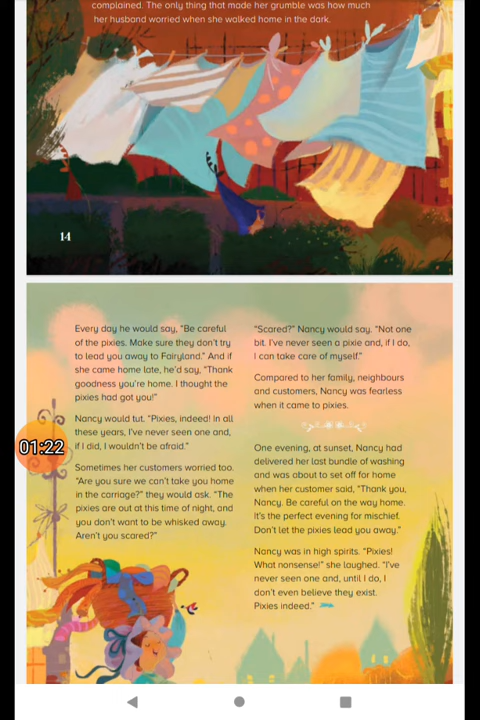 complained. The only thing that made her grumble was how much
her husband worried when she walked home in the dark.
14
Every day he would say, “Be careful
of the pixies. Make sure they don’t try
to lead you away to Fairyland.” And if
she came home late, he’d say, “Thank
goodness you’re home. I thought the
pixies had got you!”
Nancy would tut. “Pixies, indeed! In all
these years, I’ve never seen one and,
if I did, I wouldn’t be afraid.”
Sometimes her customers worried too.
“Are you sure we can’t take you home
in the carriage?” they would ask. “The
pixies are out at this time of night, and
you don’t want to be whisked away.
Aren’t you scared?”
“Scared?” Nancy would say. “Not one
bit. I’ve never seen a pixie and, if I do,
I can take care of myself.”
Compared to her family, neighbours
and customers, Nancy was fearless
when it came to pixies.
One evening, at sunset, Nancy had
delivered her last bundle of washing
and was about to set off for home
when her customer said, “Thank you,
Nancy. Be careful on the way home.
It’s the perfect evening for mischief.
Don’t let the pixies lead you away.”
Nancy was in high spirits. “Pixies!
What nonsense!” she laughed. “I’ve
never seen one and, until I do, I
don’t even believe they exist.
Pixies indeed.”
01:22